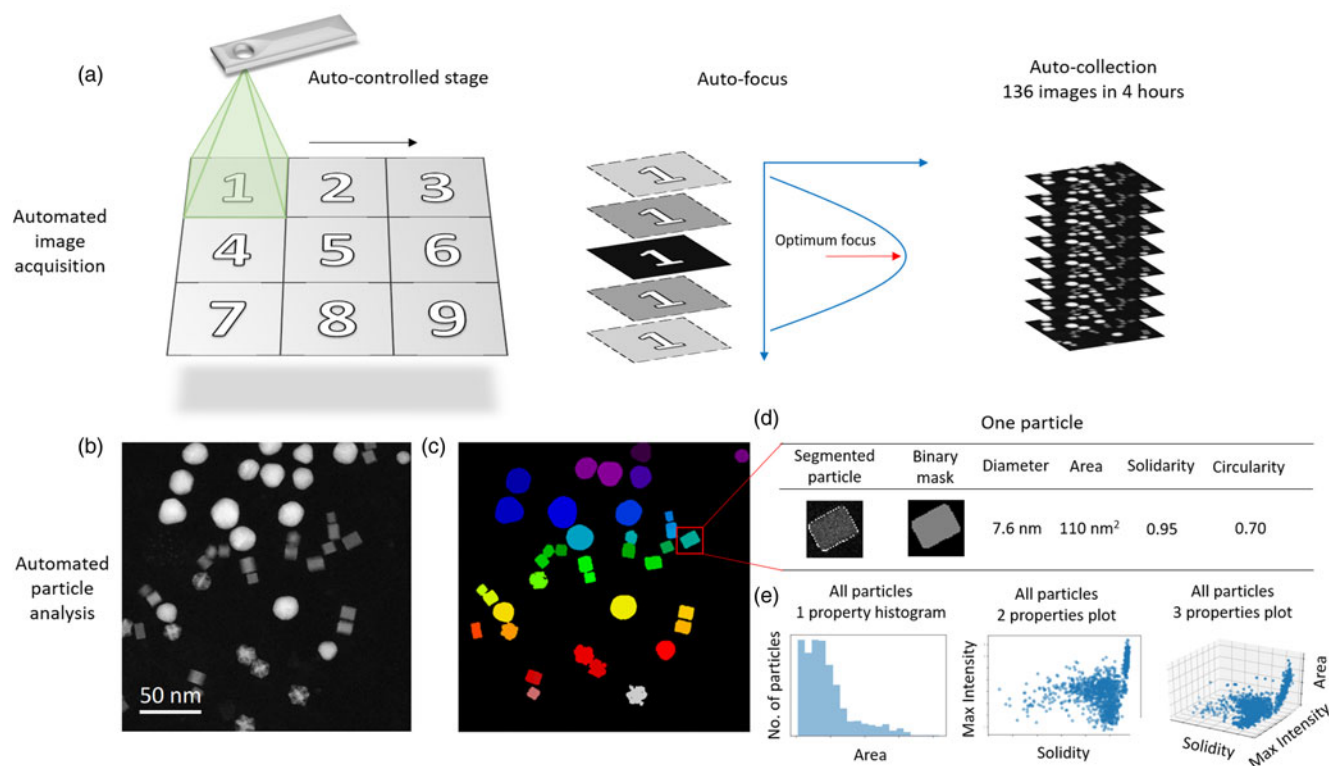 (a)
Auto-controlled stage
Auto-focus
Auto-collection
136 images in 4 hours
Automated
image
acquisition
1 2 3
4 5 6
7 8 9
1
1
1
1
1
Optimum focus
Automated
particle
analysis
(b)
50 nm
(c)
(d)
One particle
Segmented particle Binary mask Diameter Area Solidarity Circularity
7.6 nm 110 nm² 0.95 0.70
(e)
All particles
1 property histogram
No. of particles
Area
All particles
2 properties plot
Max Intensity
Solidity
All particles
3 properties plot
Solidity
Max Intensity
Area